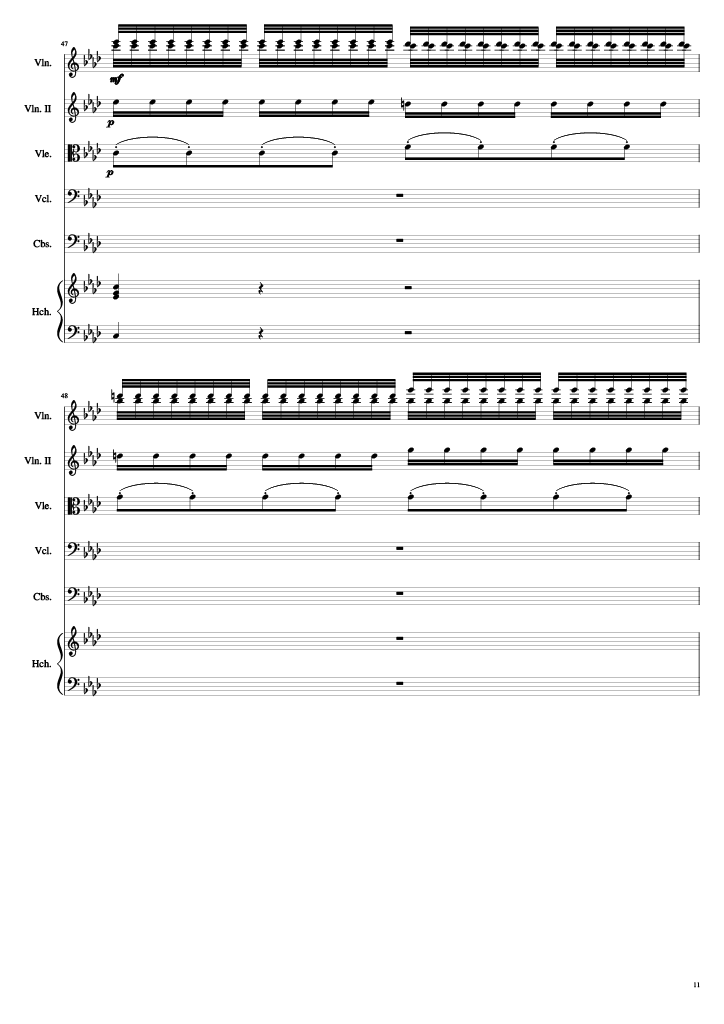 47
Vln.
mf
Vln. II
p
Vle.
p
Vcl.
Cbs.
Hch.
48
Vln.
Vln. II
Vle.
Vcl.
Cbs.
Hch.
11